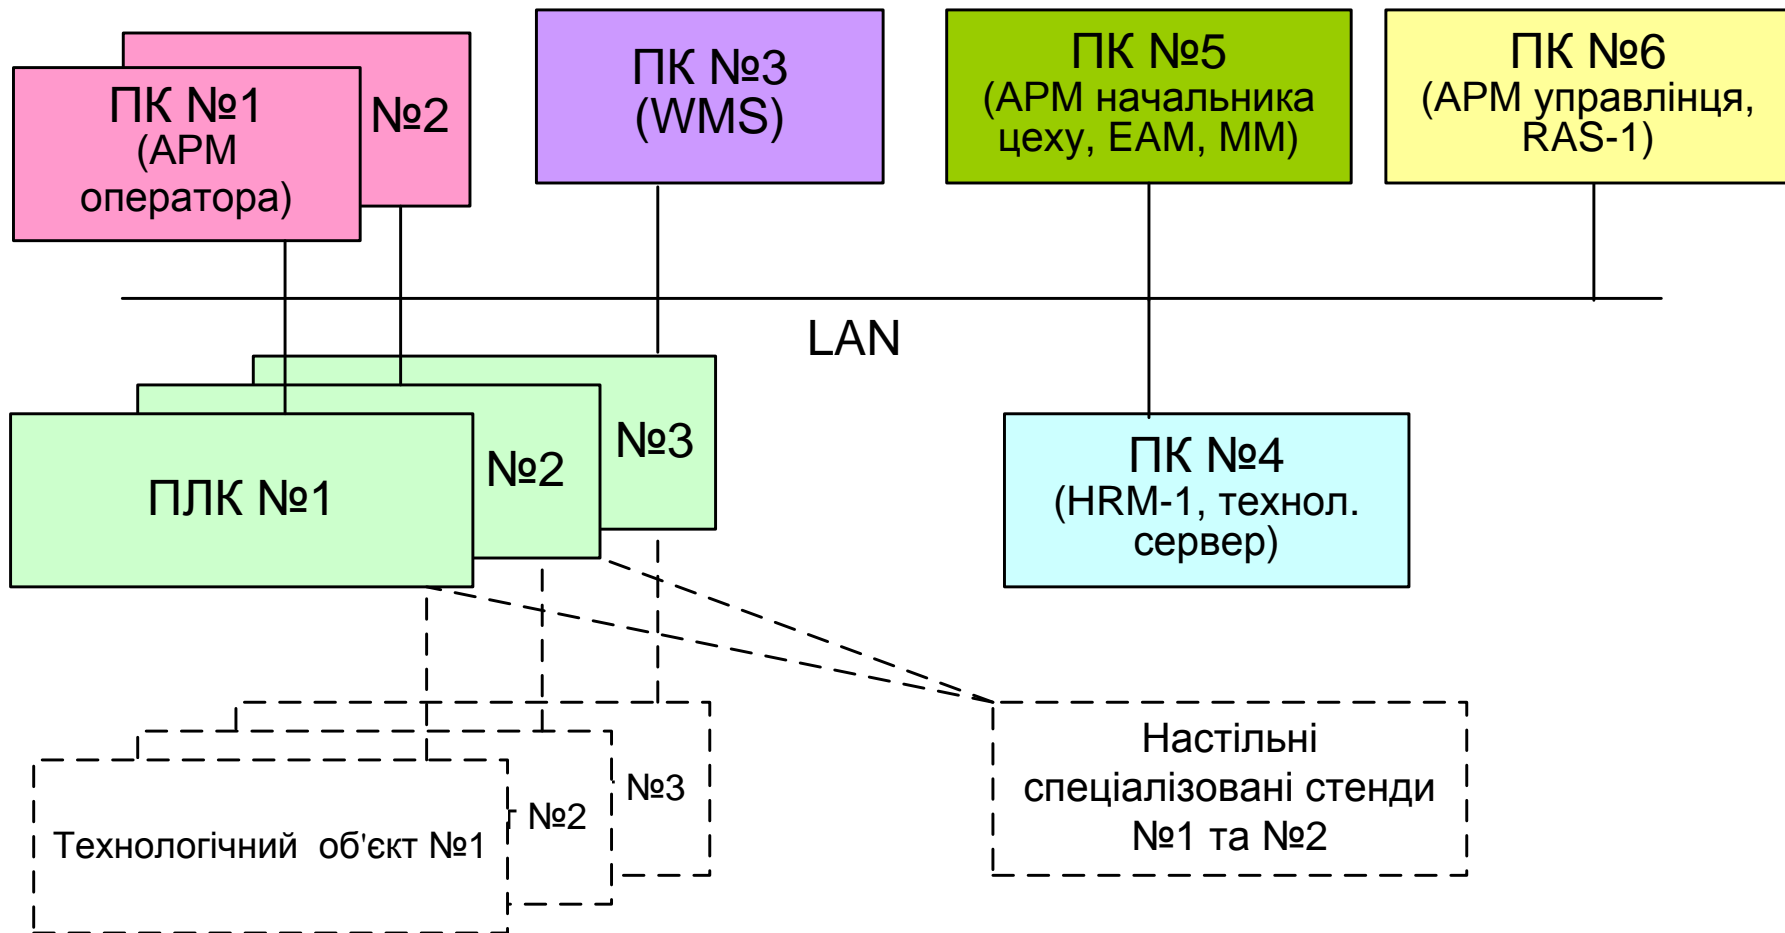 ПК №1
(АРМ
оператора)
№2
ПК №3
(WMS)
ПК №5
(АРМ начальника
цеху, ЕАМ, ММ)
ПК №6
(АРМ управлінця,
RAS-1)
LAN
ПЛК №1
№2
№3
ПК №4
(HRM-1, технол.
сервер)
Технологічний об'єкт №1
№2
№3
Настільні
спеціалізовані стенди
№1 та №2